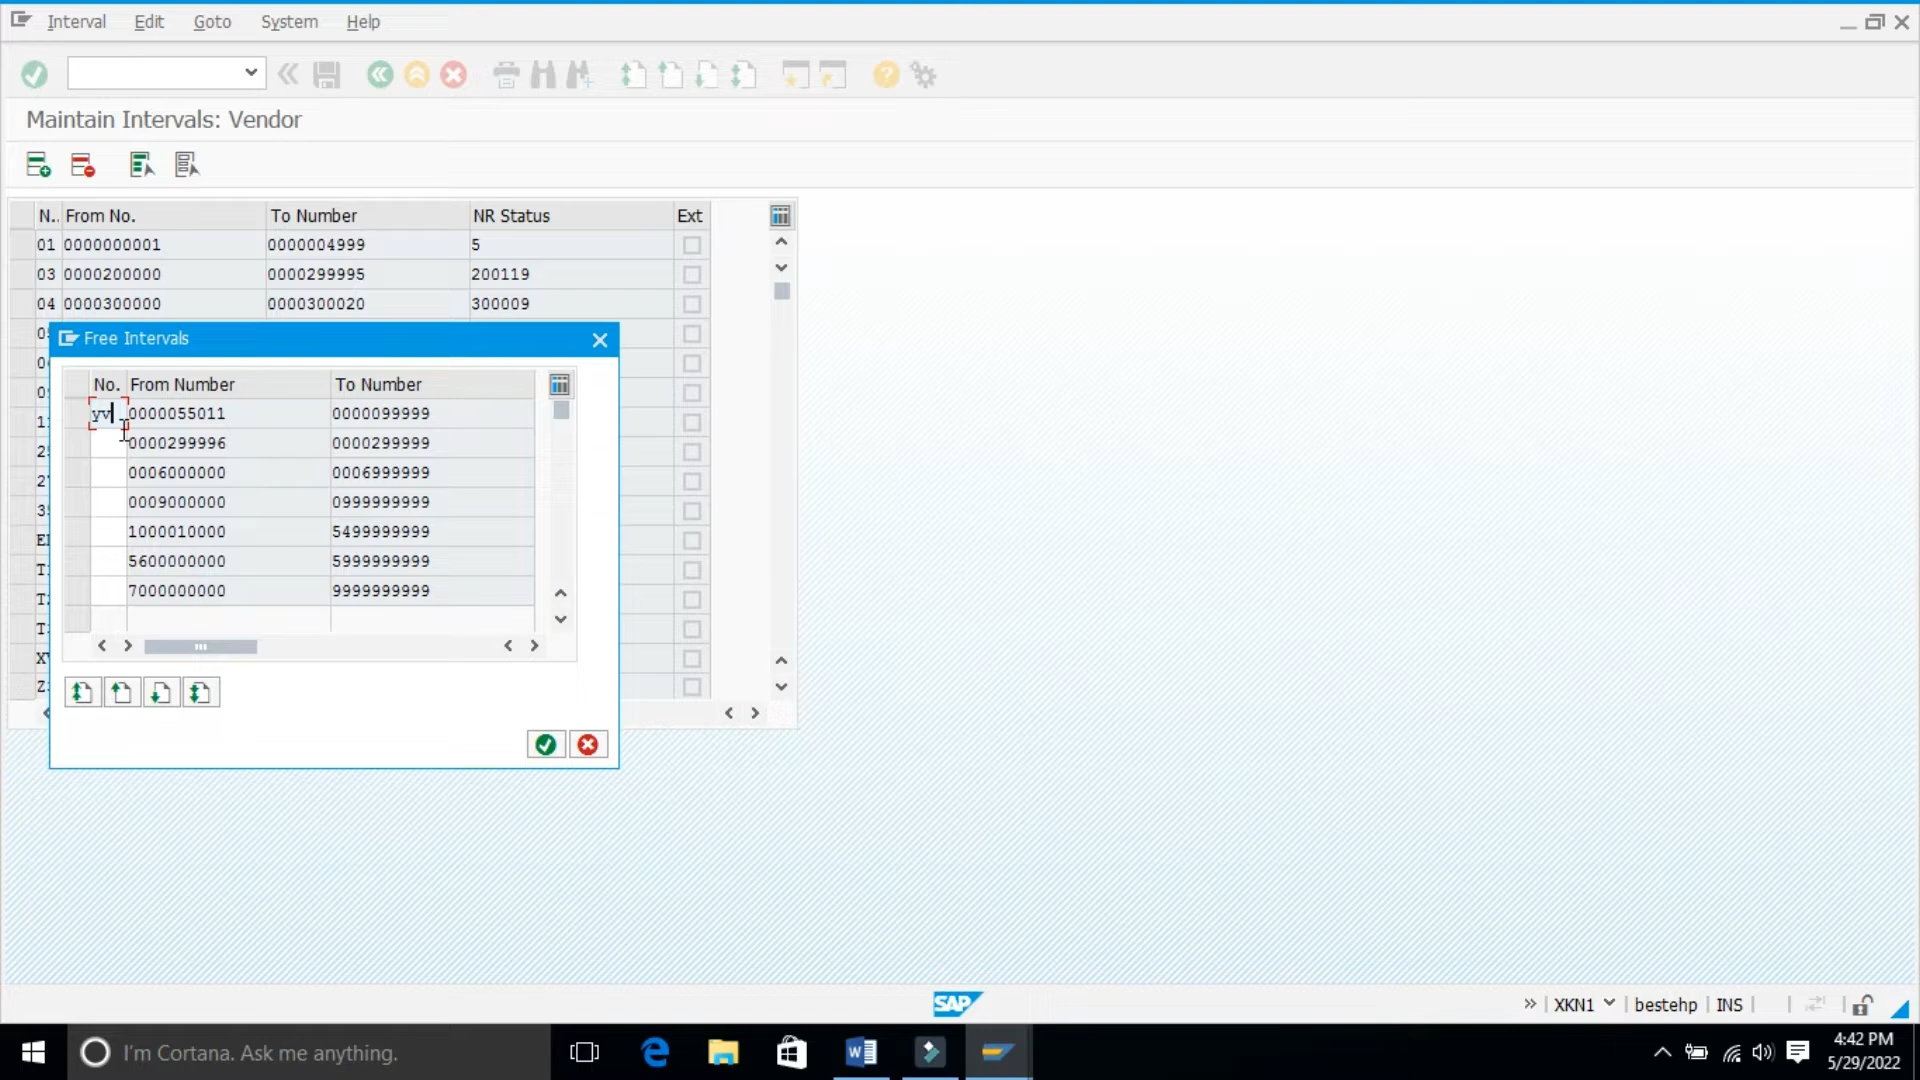 Interval Edit Goto System Help
Maintain Intervals: Vendor
N.. From No. To Number NR Status Ext
01 0000000001 0000004999 5
03 0000200000 0000299995 200119
04 0000300000 0000300020 300009
Free Intervals
No. From Number To Number
yv 0000055011 0000099999
0000299996 0000299999
0006000000 0006999999
0009000000 0999999999
1000010000 5499999999
5600000000 5999999999
7000000000 9999999999
SAP
XKN1 bestehp INS
I'm Cortana. Ask me anything.
4:42 PM
5/29/2022